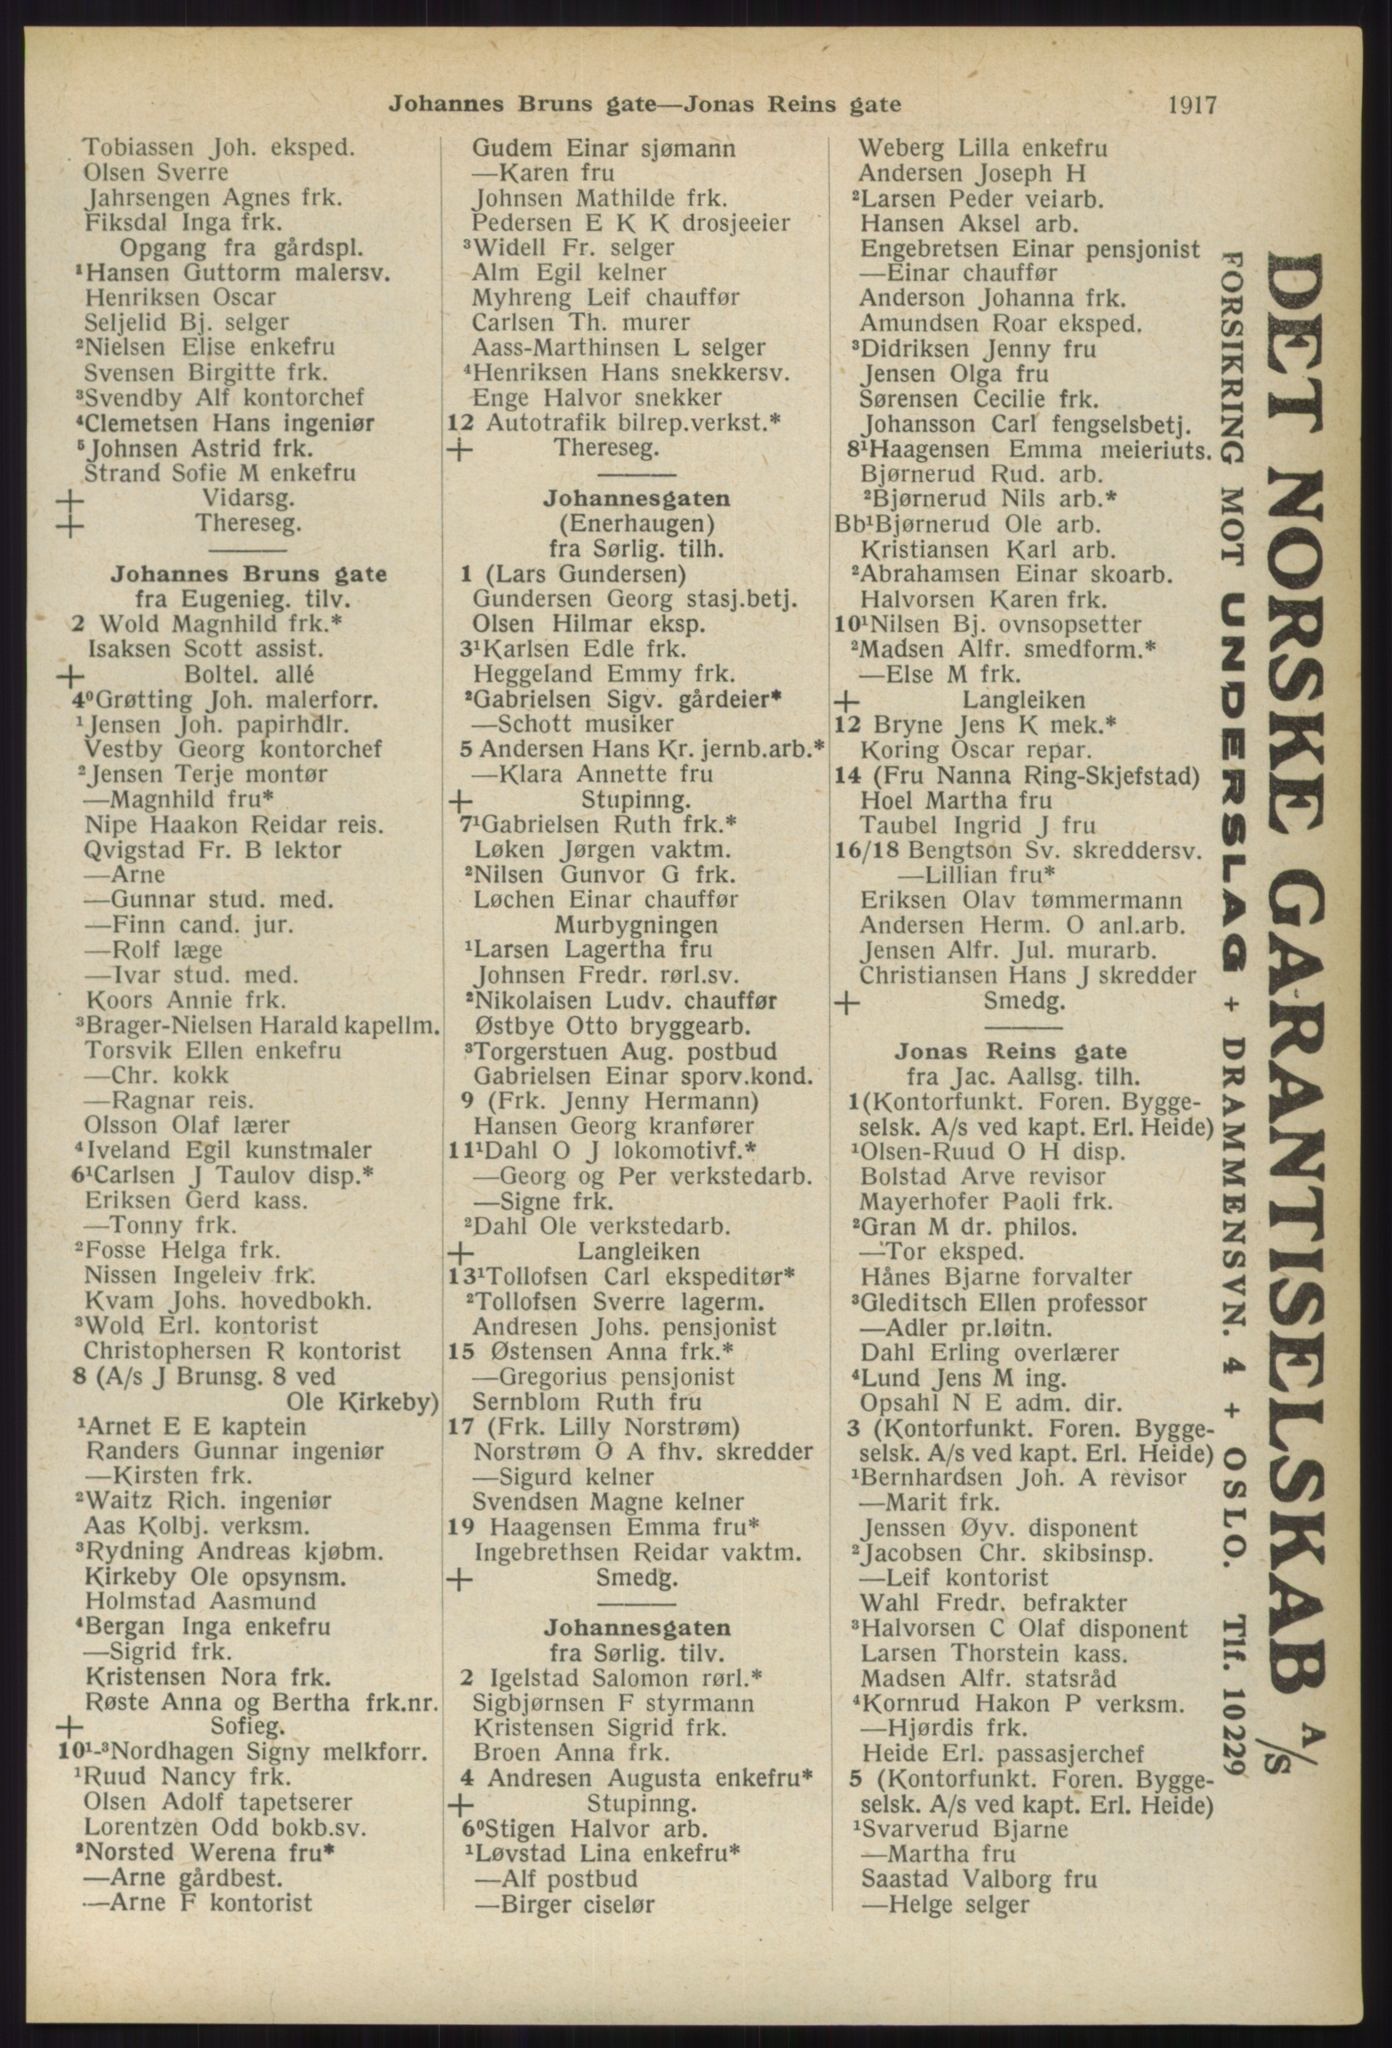 Johannes Bruns gate—Jonas Reins gate 1917
Tobiassen Joh. eksped.
Olsen Sverre
Jahrsengen Agnes frk.
Fiksdal Inga frk.
Opgang fra gårdspl.
¹Hansen Guttorm malersv.
Henriksen Oscar
Seljelid Bj. selger
²Nielsen Elise enkefru
Svensen Birgitte frk.
³Svendby Alf kontorchef
⁴Clemetsen Hans ingeniør
⁵Johnsen Astrid frk.
Strand Sofie M enkefru
+ Vidarsg.
+ Thereseg.
Johannes Bruns gate
fra Eugenieg. tilv.
2 Wold Magnhild frk.*
Isaksen Scott assist.
+ Boltel. allé
4⁰Grøtting Joh. malerforr.
¹Jensen Joh. papirhdlr.
Vestby Georg kontorchef
²Jensen Terje montør
—Magnhild fru*
Nipe Haakon Reidar reis.
Qvigstad Fr. B lektor
—Arne
—Gunnar stud. med.
—Finn cand. jur.
—Rolf læge
—Ivar stud. med.
Koors Annie frk.
³Brager-Nielsen Harald kapellm.
Torsvik Ellen enkefru
—Chr. kokk
—Ragnar reis.
Olsson Olaf lærer
⁴Iveland Egil kunstmaler
6¹Carlsen J Taulov disp.*
Eriksen Gerd kass.
—Tonny frk.
²Fosse Helga frk.
Nissen Ingeleiv frk.
Kvam Johs. hovedbokh.
³Wold Erl. kontorist
Christophersen R kontorist
8 (A/s J Brunsg. 8 ved
Ole Kirkeby)
¹Arnet E E kaptein
Randers Gunnar ingeniør
—Kirsten frk.
²Waitz Rich. ingeniør
Aas Kolbj. verksm.
³Rydning Andreas kjøbm.
Kirkeby Ole opsynsm.
Holmstad Aasmund
⁴Bergan Inga enkefru
—Sigrid frk.
Kristensen Nora frk.
Røste Anna og Bertha frk.nr.
+ Sofieg.
10¹-³Nordhagen Signy melkforr.
¹Ruud Nancy frk.
Olsen Adolf tapetserer
Lorentzen Odd bokb.sv.
²Norsted Werena fru*
—Arne gårdbest.
—Arne F kontorist
Gudem Einar sjømann
—Karen fru
Johnsen Mathilde frk.
Pedersen E K K drosjeeier
³Widell Fr. selger
Alm Egil kelner
Myhreng Leif chauffør
Carlsen Th. murer
Aass-Marthinsen L selger
⁴Henriksen Hans snekkersv.
Enge Halvor snekker
12 Autotrafik bilrep.verkst.*
+ Thereseg.
Johannesgaten
(Enerhaugen)
fra Sørlig. tilh.
1 (Lars Gundersen)
Gundersen Georg stasj.betj.
Olsen Hilmar eksp.
3¹Karlsen Edle frk.
Heggeland Emmy frk.
²Gabrielsen Sigv. gårdeier*
—Schott musiker
5 Andersen Hans Kr. jernb.arb.*
—Klara Annette fru
+ Stupinng.
7¹Gabrielsen Ruth frk.*
Løken Jørgen vaktm.
²Nilsen Gunvor G frk.
Løchen Einar chauffør
Murbygningen
¹Larsen Lagertha fru
Johnsen Fredr. rørl.sv.
²Nikolaisen Ludv. chauffør
Østbye Otto bryggearb.
³Torgerstuen Aug. postbud
Gabrielsen Einar sporv.kond.
9 (Frk. Jenny Hermann)
Hansen Georg kranfører
11¹Dahl O J lokomotivf.*
—Georg og Per verkstedarb.
—Signe frk.
²Dahl Ole verkstedarb.
+ Langleiken
13¹Tollofsen Carl ekspeditør*
²Tollofsen Sverre lagerm.
Andresen Johs. pensjonist
15 Østensen Anna frk.*
—Gregorius pensjonist
Sernblom Ruth fru
17 (Frk. Lilly Norstrøm)
Norstrøm O A fhv. skredder
—Sigurd kelner
Svendsen Magne kelner
19 Haagensen Emma fru*
Ingebrethsen Reidar vaktm.
+ Smedg.
Johannesgaten
fra Sørlig. tilv.
2 Igelstad Salomon rørl.*
Sigbjørnsen F styrmann
Kristensen Sigrid frk.
Broen Anna frk.
4 Andresen Augusta enkefru*
+ Stupinng.
6⁰Stigen Halvor arb.
¹Løvstad Lina enkefru*
—Alf postbud
—Birger ciselør
Weberg Lilla enkefru
Andersen Joseph H
²Larsen Peder veiarb.
Hansen Aksel arb.
Engebretsen Einar pensjonist
—Einar chauffør
Anderson Johanna frk.
Amundsen Roar eksped.
³Didriksen Jenny fru
Jensen Olga fru
Sørensen Cecilie frk.
Johansson Carl fengselsbetj.
8¹Haagensen Emma meieriuts.
Bjørnerud Rud. arb.
²Bjørnerud Nils arb.*
Bb¹Bjørnerud Ole arb.
Kristiansen Karl arb.
²Abrahamsen Einar skoarb.
Halvorsen Karen frk.
10¹Nilsen Bj. ovnsopsetter
²Madsen Alfr. smedform.*
—Else M frk.
+ Langleiken
12 Bryne Jens K mek.*
Koring Oscar repar.
14 (Fru Nanna Ring-Skjefstad)
Hoel Martha fru
Taubel Ingrid J fru
16/18 Bengtson Sv. skreddersv.
—Lillian fru*
Eriksen Olav tømmermann
Andersen Herm. O anl.arb.
Jensen Alfr. Jul. murarb.
Christiansen Hans J skredder
+ Smedg.
Jonas Reins gate
fra Jac. Aallsg. tilh.
1(Kontorfunkt. Foren. Bygge-
selsk. A/s ved kapt. Erl. Heide)
¹Olsen-Ruud O H disp.
Bolstad Arve revisor
Mayerhofer Paoli frk.
²Gran M dr. philos.
—Tor eksped.
Hånes Bjarne forvalter
³Gleditsch Ellen professor
—Adler pr.løitn.
Dahl Erling overlærer
⁴Lund Jens M ing.
Opsahl N E adm. dir.
3 (Kontorfunkt. Foren. Bygge-
selsk. A/s ved kapt. Erl. Heide)
¹Bernhardsen Joh. A revisor
—Marit frk.
Jenssen Øyv. disponent
²Jacobsen Chr. skibsinsp.
—Leif kontorist
Wahl Fredr. befrakter
³Halvorsen C Olaf disponent
Larsen Thorstein kass.
Madsen Alfr. statsråd
⁴Kornrud Hakon P verksm.
—Hjørdis frk.
Heide Erl. passasjerchef
5 (Kontorfunkt. Foren. Bygge-
selsk. A/s ved kapt. Erl. Heide)
¹Svarverud Bjarne
—Martha fru
Saastad Valborg fru
—Helge selger
DET NORSKE GARANTISELSKAB A/S
FORSIKRING MOT UNDERSLAG + DRAMMENSVN. 4 + OSLO. Tlf. 10229